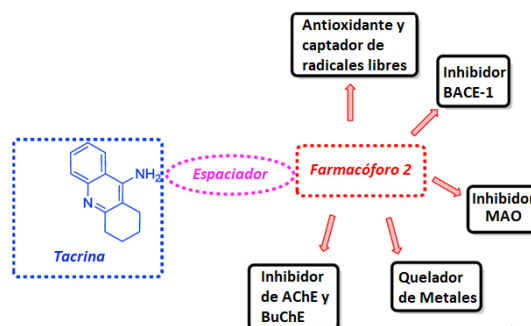 Antioxidante y
captador de
radicales libres
Inhibidor
BACE-1
NH2
Espaciador
Farmacóforo 2
N
Inhibidor
MAO
Tacrina
Inhibidor
de AChE y
BuChE
Quelador
de Metales